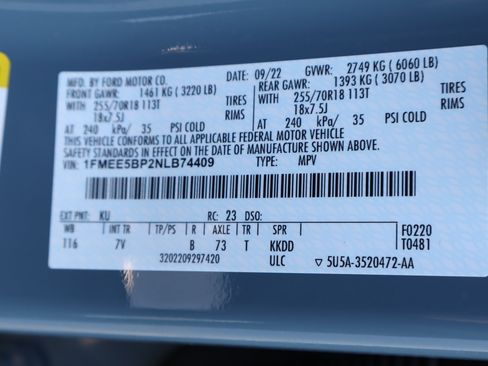 MFD. BY FORD MOTOR CO.
DATE: 09/22 GVWR: 2749 KG ( 6060 LB)
FRONT GAWR: 1461 KG ( 3220 LB) REAR GAWR: 1393 KG ( 3070 LB)
WITH 255/70R18 113T TIRES WITH 255/70R18 113T TIRES
18x7.5J RIMS 18x7.5J RIMS
AT 240 kPa/ 35 PSI COLD AT 240 kPa/ 35 PSI COLD
THIS VEHICLE CONFORMS TO ALL APPLICABLE FEDERAL MOTOR VEHICLE
SAFETY STANDARDS IN EFFECT ON THE DATE OF MANUFACTURE SHOWN ABOVE.
VIN: 1FMEE5BP2NLB74409 TYPE: MPV
EXT PNT: KU RC: 23 DSO:
WB INT TR TP/PS R AXLE TR SPR F0220
116 7V B 73 T KKDD T0481
3202209297420 ULC ▽ 5U5A-3520472-AA